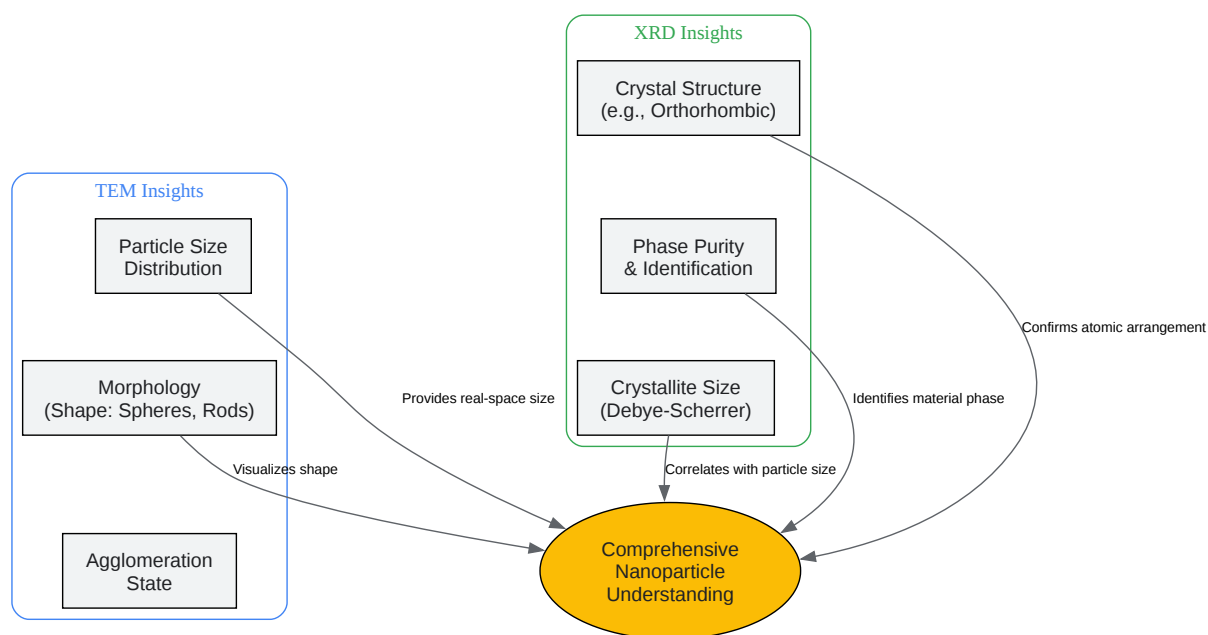 XRD Insights
Crystal Structure
(e.g., Orthorhombic)
TEM Insights
Particle Size
Distribution
Phase Purity
& Identification
Confirms atomic arrangement
Morphology
(Shape: Spheres, Rods)
Provides real-space size
Crystallite Size
(Debye-Scherrer)
Identifies material phase
Visualizes shape
Correlates with particle size
Agglomeration
State
Comprehensive
Nanoparticle
Understanding